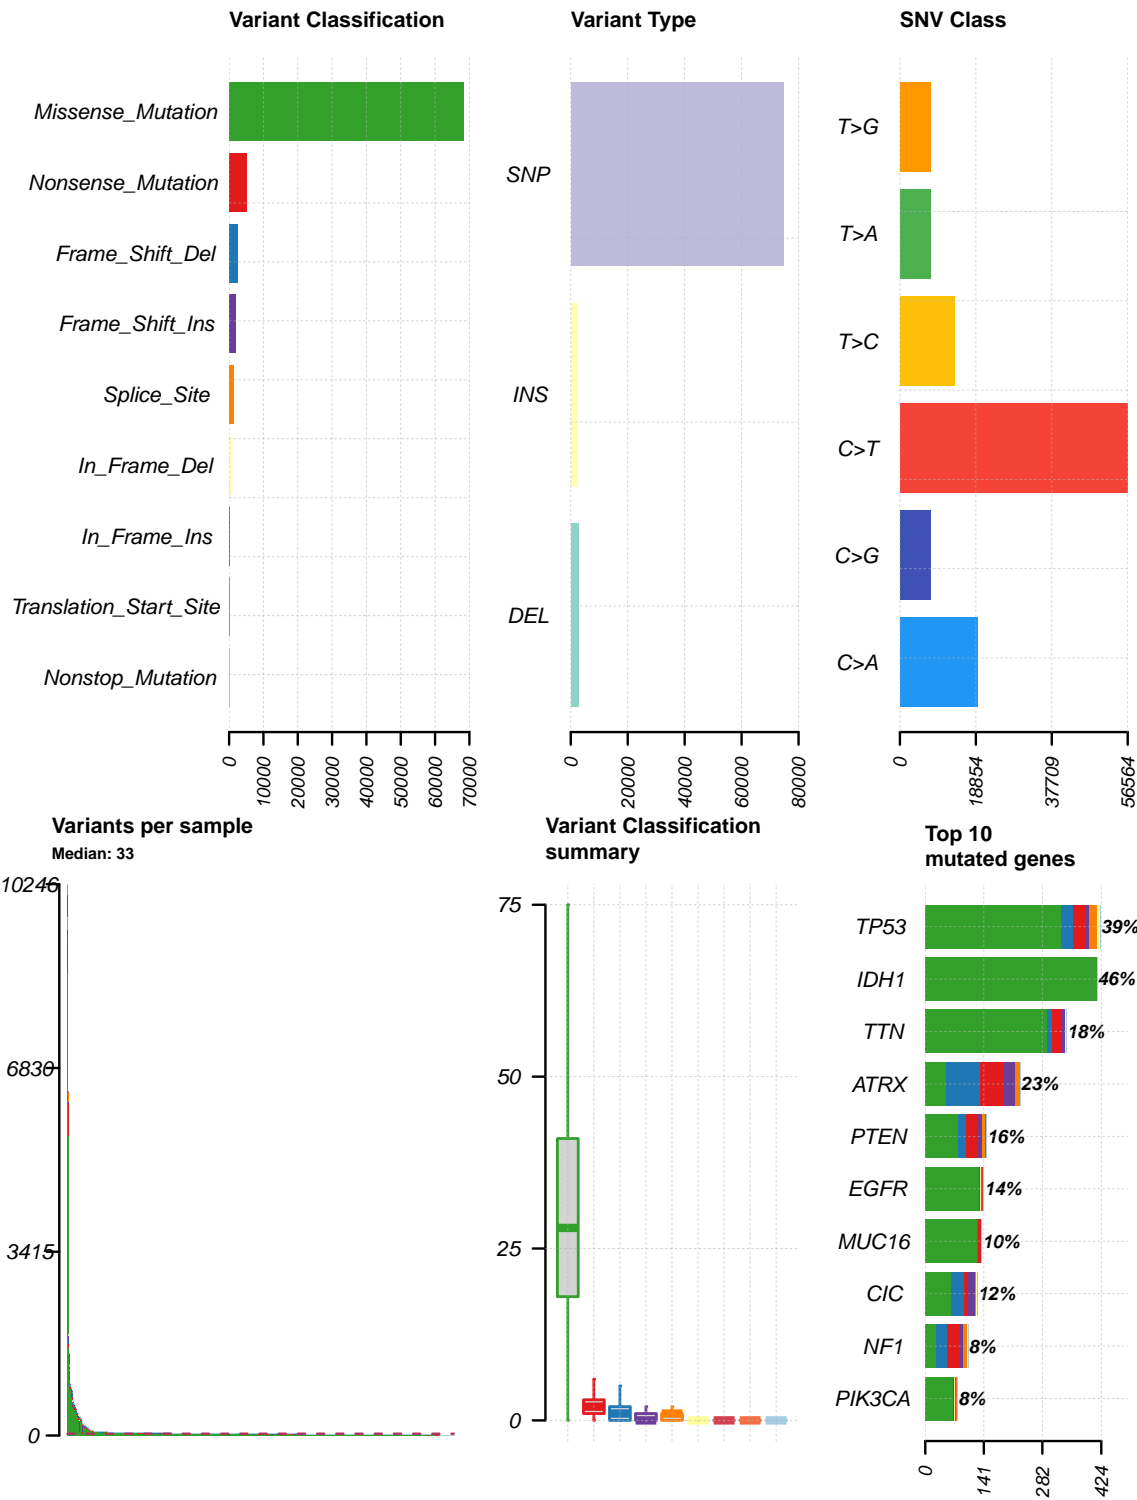 Variant Classification
Missense_Mutation
Nonsense_Mutation
Frame_Shift_Del
Frame_Shift_Ins
Splice_Site
In_Frame_Del
In_Frame_Ins
Translation_Start_Site
Nonstop_Mutation
0
10000
20000
30000
40000
50000
60000
70000
Variant Type
SNP
INS
DEL
0
20000
40000
60000
80000
SNV Class
T>G
T>A
T>C
C>T
C>G
C>A
0
18854
37709
56564
Variants per sample
Median: 33
10246
6830
3415
0
Variant Classification
summary
75
50
25
0
Top 10
mutated genes
TP53 39%
IDH1 46%
TTN 18%
ATRX 23%
PTEN 16%
EGFR 14%
MUC16 10%
CIC 12%
NF1 8%
PIK3CA 8%
0
141
282
424